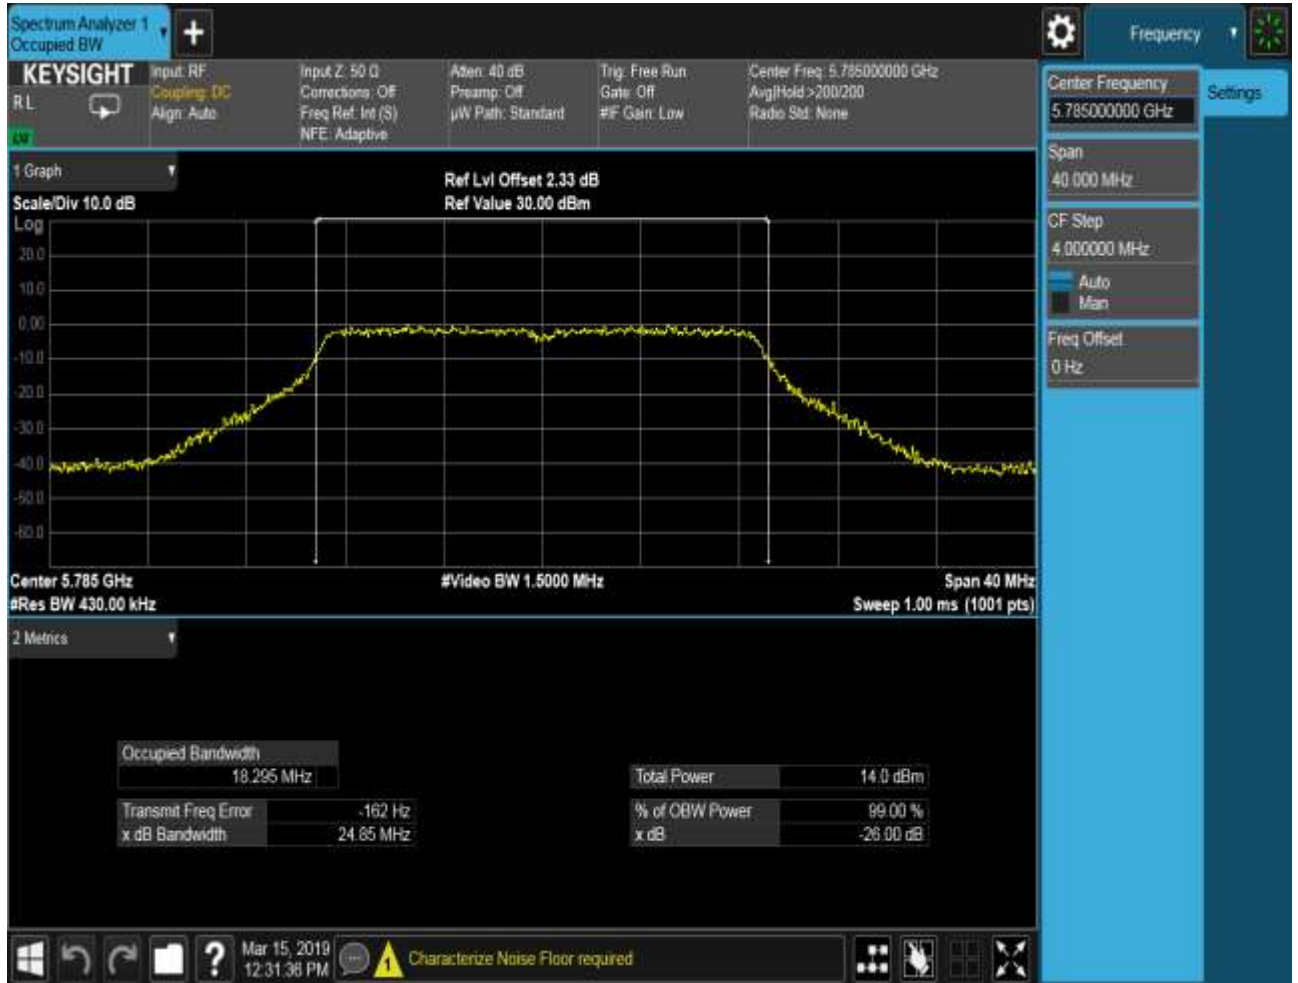 Spectrum Analyzer 1
Occupied BW
Frequency
KEYSIGHT
RL
Input: RF
Coupling: DC
Align: Auto
Input Z: 50 Ω
Corrections: Off
Freq Ref: Int (S)
NFE: Adaptive
Atten: 40 dB
Preamp: Off
µW Path: Standard
Trig: Free Run
Gate: Off
#IF Gain: Low
Center Freq: 5.785000000 GHz
Avg|Hold:>200/200
Radio Std: None
Center Frequency
5.785000000 GHz
Settings
Span
40.000 MHz
CF Step
4.000000 MHz
Auto
Man
Freq Offset
0 Hz
1 Graph
Scale/Div 10.0 dB
Ref Lvl Offset 2.33 dB
Ref Value 30.00 dBm
Log
20.0
10.0
0.00
-10.0
-20.0
-30.0
-40.0
-50.0
-60.0
Center 5.785 GHz
#Video BW 1.5000 MHz
Span 40 MHz
#Res BW 430.00 kHz
Sweep 1.00 ms (1001 pts)
2 Metrics
Occupied Bandwidth
18.295 MHz
Total Power 14.0 dBm
Transmit Freq Error -162 Hz
% of OBW Power 99.00 %
x dB Bandwidth 24.85 MHz
x dB -26.00 dB
Mar 15, 2019
12:31:36 PM
1
Characterize Noise Floor required